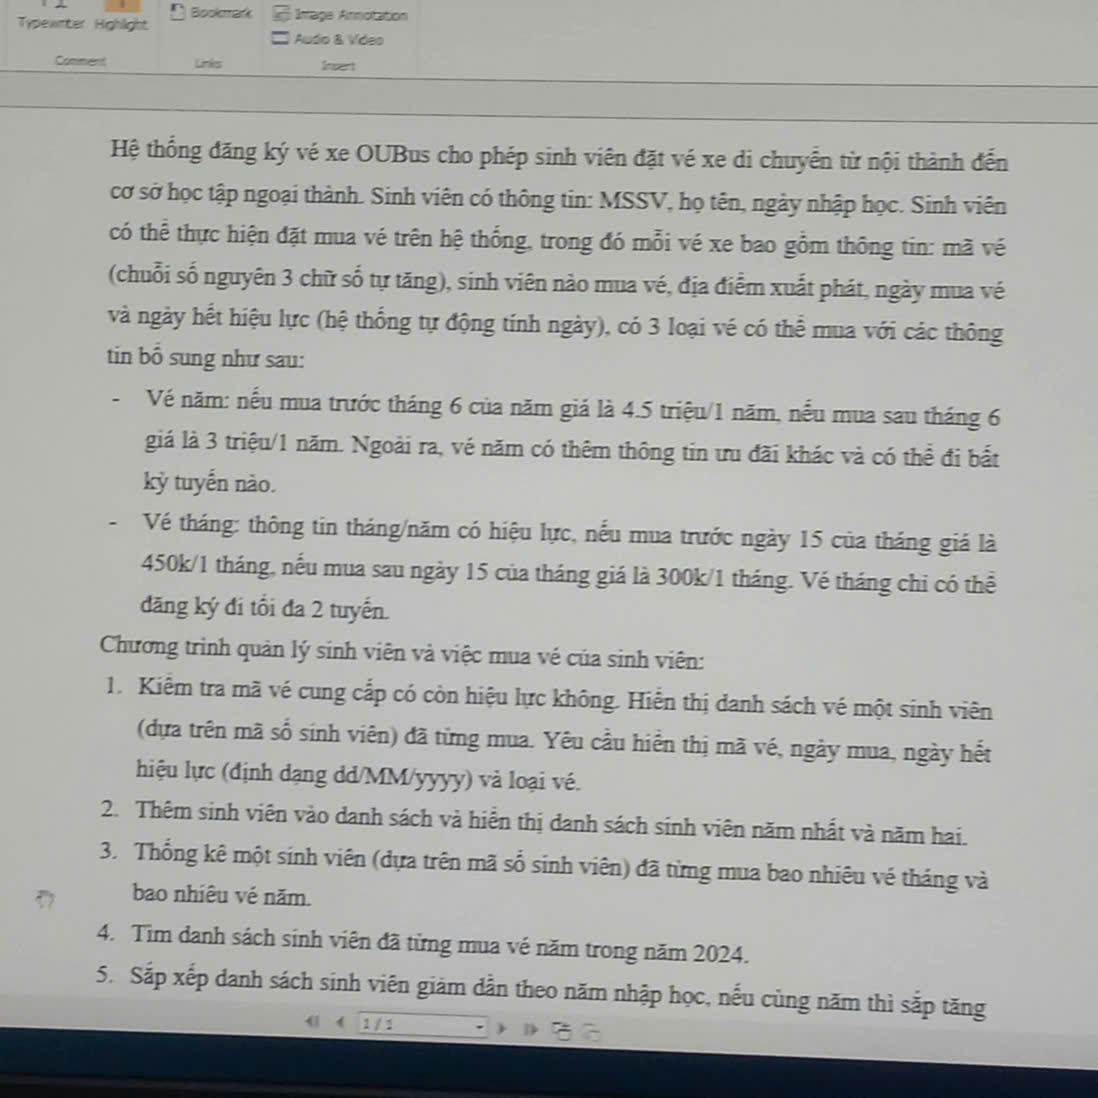 Typewriter Highlight
Bookmark
Image Annotation
Audio & Video
Comment
Links
Insert
Hệ thống đăng ký vé xe OUBus cho phép sinh viên đặt vé xe di chuyển từ nội thành đến
cơ sở học tập ngoại thành. Sinh viên có thông tin: MSSV, họ tên, ngày nhập học. Sinh viên
có thể thực hiện đặt mua vé trên hệ thống, trong đó mỗi vé xe bao gồm thông tin: mã vé
(chuỗi số nguyên 3 chữ số tự tăng), sinh viên nào mua vé, địa điểm xuất phát, ngày mua vé
và ngày hết hiệu lực (hệ thống tự động tính ngày), có 3 loại vé có thể mua với các thông
tin bổ sung như sau:
- Vé năm: nếu mua trước tháng 6 của năm giá là 4.5 triệu/1 năm, nếu mua sau tháng 6
giá là 3 triệu/1 năm. Ngoài ra, vé năm có thêm thông tin ưu đãi khác và có thể đi bất
kỳ tuyến nào.
- Vé tháng: thông tin tháng/năm có hiệu lực, nếu mua trước ngày 15 của tháng giá là
450k/1 tháng, nếu mua sau ngày 15 của tháng giá là 300k/1 tháng. Vé tháng chỉ có thể
đăng ký đi tối đa 2 tuyến.
Chương trình quản lý sinh viên và việc mua vé của sinh viên:
1. Kiểm tra mã vé cung cấp có còn hiệu lực không. Hiển thị danh sách vé một sinh viên
(dựa trên mã số sinh viên) đã từng mua. Yêu cầu hiển thị mã vé, ngày mua, ngày hết
hiệu lực (định dạng dd/MM/yyyy) và loại vé.
2. Thêm sinh viên vào danh sách và hiển thị danh sách sinh viên năm nhất và năm hai.
3. Thống kê một sinh viên (dựa trên mã số sinh viên) đã từng mua bao nhiêu vé tháng và
bao nhiêu vé năm.
4. Tìm danh sách sinh viên đã từng mua vé năm trong năm 2024.
5. Sắp xếp danh sách sinh viên giảm dần theo năm nhập học, nếu cùng năm thì sắp tăng
1 / 1